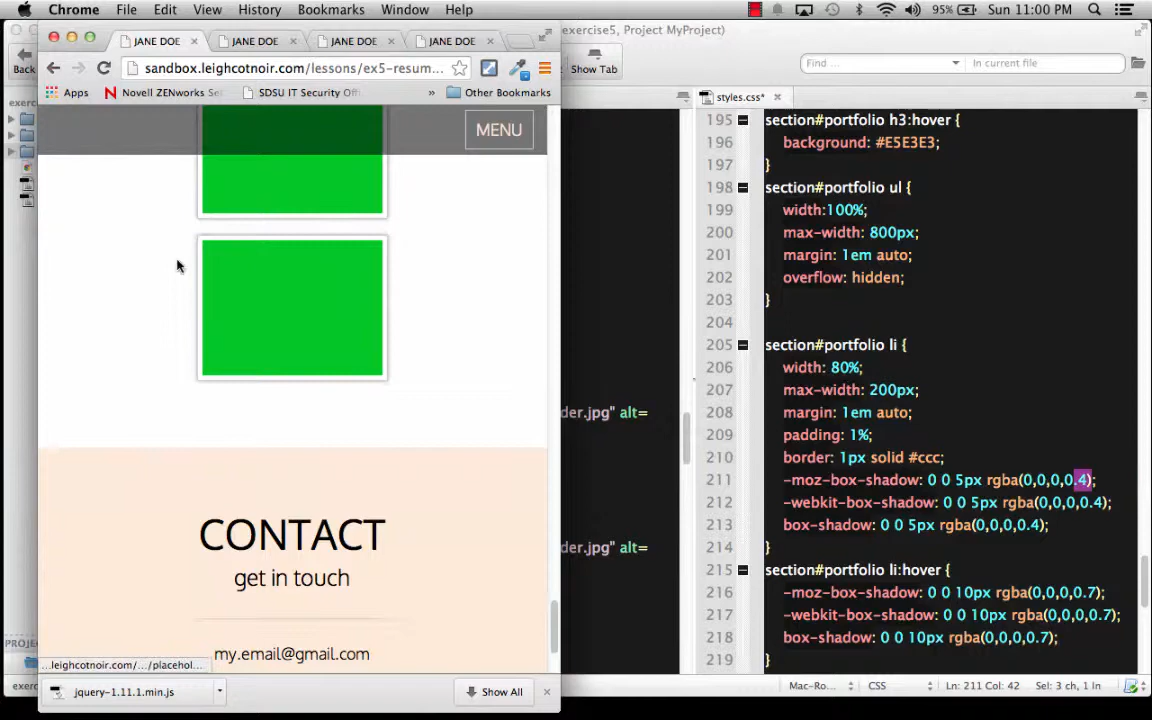 Chrome File Edit View History Bookmarks Window Help 95% Sun 11:00 PM
exercise5, Project MyProject)
JANE DOE × JANE DOE × JANE DOE × JANE DOE ×
Back
Show Tab
Find ...
In current file
sandbox.leighcotnoir.com/lessons/ex5-resum...
Apps Novell ZENworks Se SDSU IT Security Off » Other Bookmarks
exerc
styles.css* ×
MENU
195 section#portfolio h3:hover {
196 background: #E5E3E3;
197 }
198 section#portfolio ul {
199 width:100%;
200 max-width: 800px;
201 margin: 1em auto;
202 overflow: hidden;
203 }
204
205 section#portfolio li {
206 width: 80%;
207 max-width: 200px;
208 margin: 1em auto;
209 padding: 1%;
210 border: 1px solid #ccc;
211 -moz-box-shadow: 0 0 5px rgba(0,0,0,0.4);
212 -webkit-box-shadow: 0 0 5px rgba(0,0,0,0.4);
213 box-shadow: 0 0 5px rgba(0,0,0,0.4);
214 }
215 section#portfolio li:hover {
216 -moz-box-shadow: 0 0 10px rgba(0,0,0,0.7);
217 -webkit-box-shadow: 0 0 10px rgba(0,0,0,0.7);
218 box-shadow: 0 0 10px rgba(0,0,0,0.7);
219 }
der.jpg" alt=
der.jpg" alt=
CONTACT
get in touch
my.email@gmail.com
PROJE
exerc
...leighcotnoir.com/.../placehol...
jquery-1.11.1.min.js
Show All ×
Mac-Ro... CSS Ln: 211 Col: 42 Sel: 3 ch, 1 ln